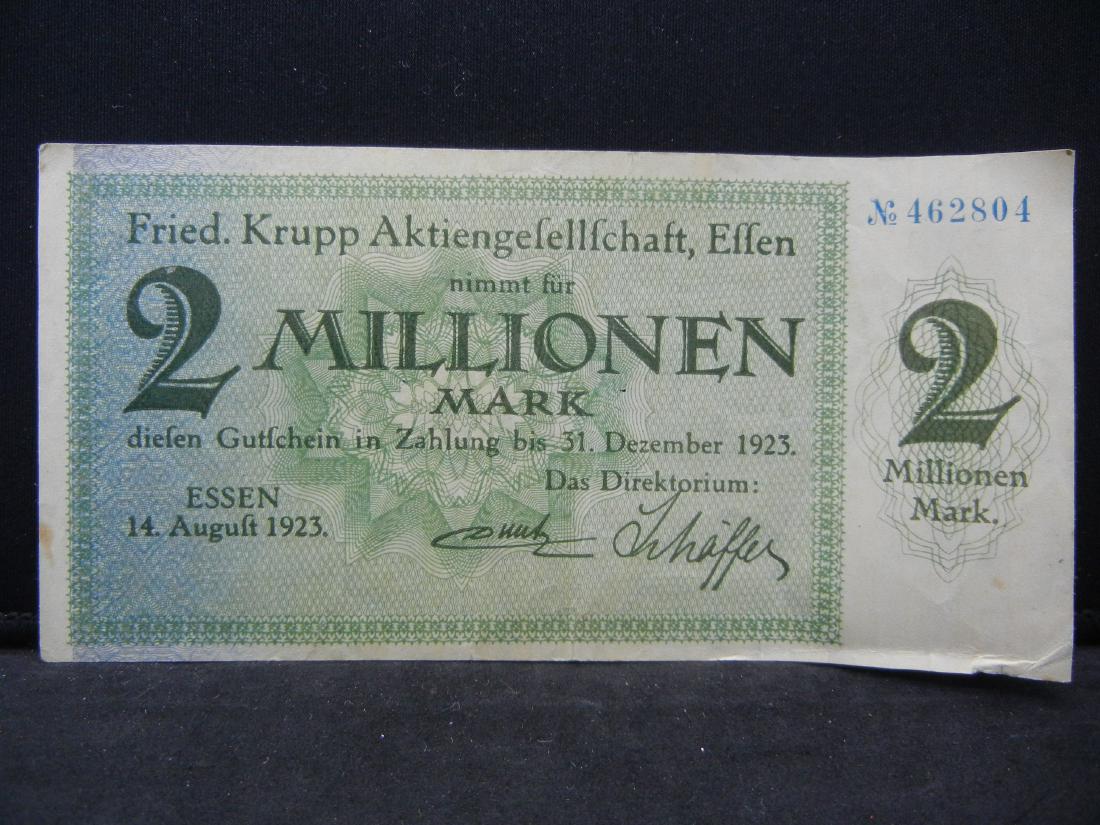 Fried. Krupp Aktiengeſellſchaft, Eſſen
nimmt für
2 MILLIONEN
MARK
dieſen Gutſchein in Zahlung bis 31. Dezember 1923.
Das Direktorium:
ESSEN
14. Auguſt 1923.
Schäffer
№ 462804
2
Millionen
Mark.